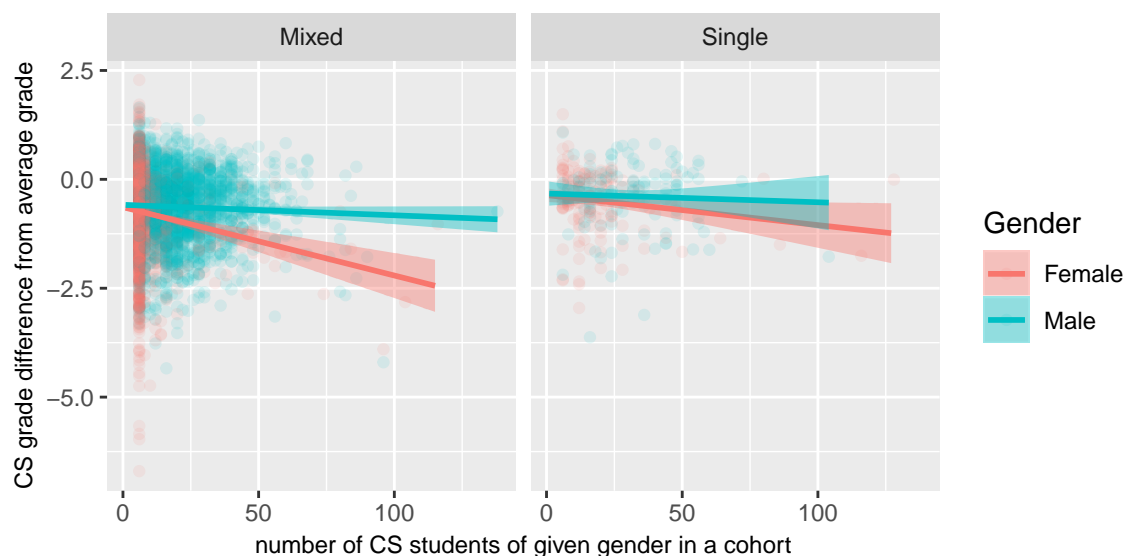 Mixed
Single
CS grade difference from average grade
2.5
0.0
−2.5
−5.0
0
50
100
0
50
100
number of CS students of given gender in a cohort
Gender
Female
Male